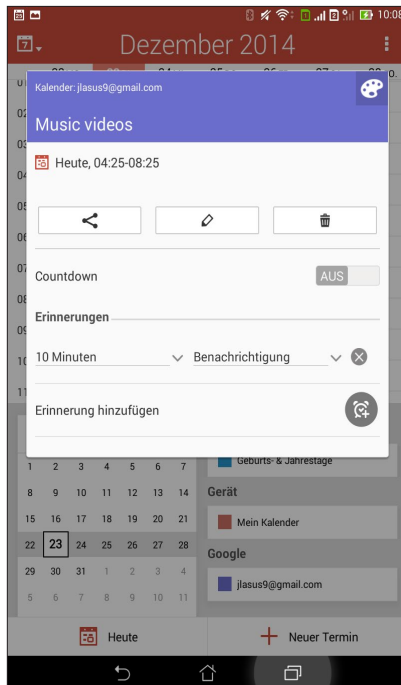 10:08
7
Dezember 2014
Kalender: jlasus9@gmail.com
Music videos
Heute, 04:25-08:25
Countdown
AUS
Erinnerungen
10 Minuten
Benachrichtigung
Erinnerung hinzufügen
1 2 3 4 5 6 7
8 9 10 11 12 13 14
15 16 17 18 19 20 21
22 23 24 25 26 27 28
29 30 31 1 2 3 4
5 6 7 8 9 10 11
Geburts- & Jahrestage
Gerät
Mein Kalender
Google
jlasus9@gmail.com
Heute
Neuer Termin